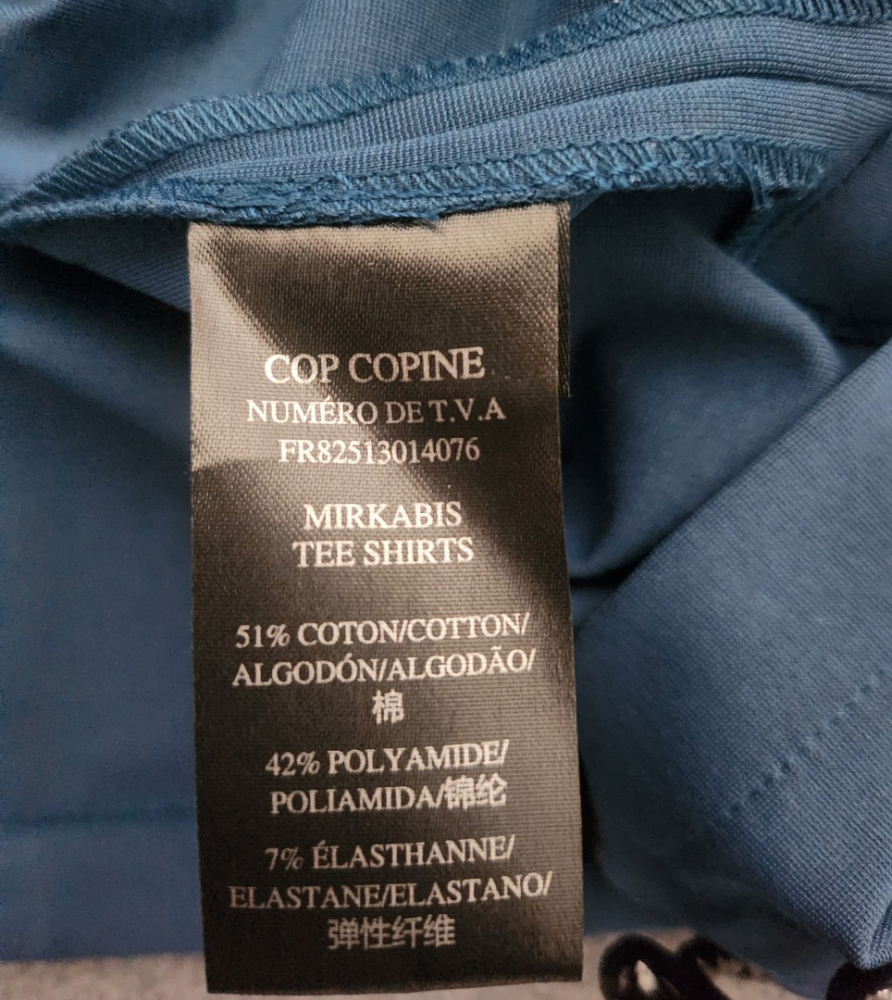 COP COPINE
NUMÉRO DE T.V.A
FR82513014076
MIRKABIS
TEE SHIRTS
51% COTON/COTTON/
ALGODÓN/ALGODÃO/
棉
42% POLYAMIDE/
POLIAMIDA/锦纶
7% ÉLASTHANNE/
ELASTANE/ELASTANO/
弹性纤维